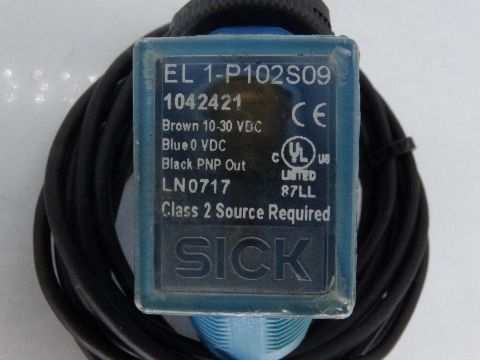 EL 1-P102S09
1042421 CE
Brown 10-30 VDC
Blue 0 VDC
Black PNP Out C UL US
LISTED
LN0717 87LL
Class 2 Source Required
SICK